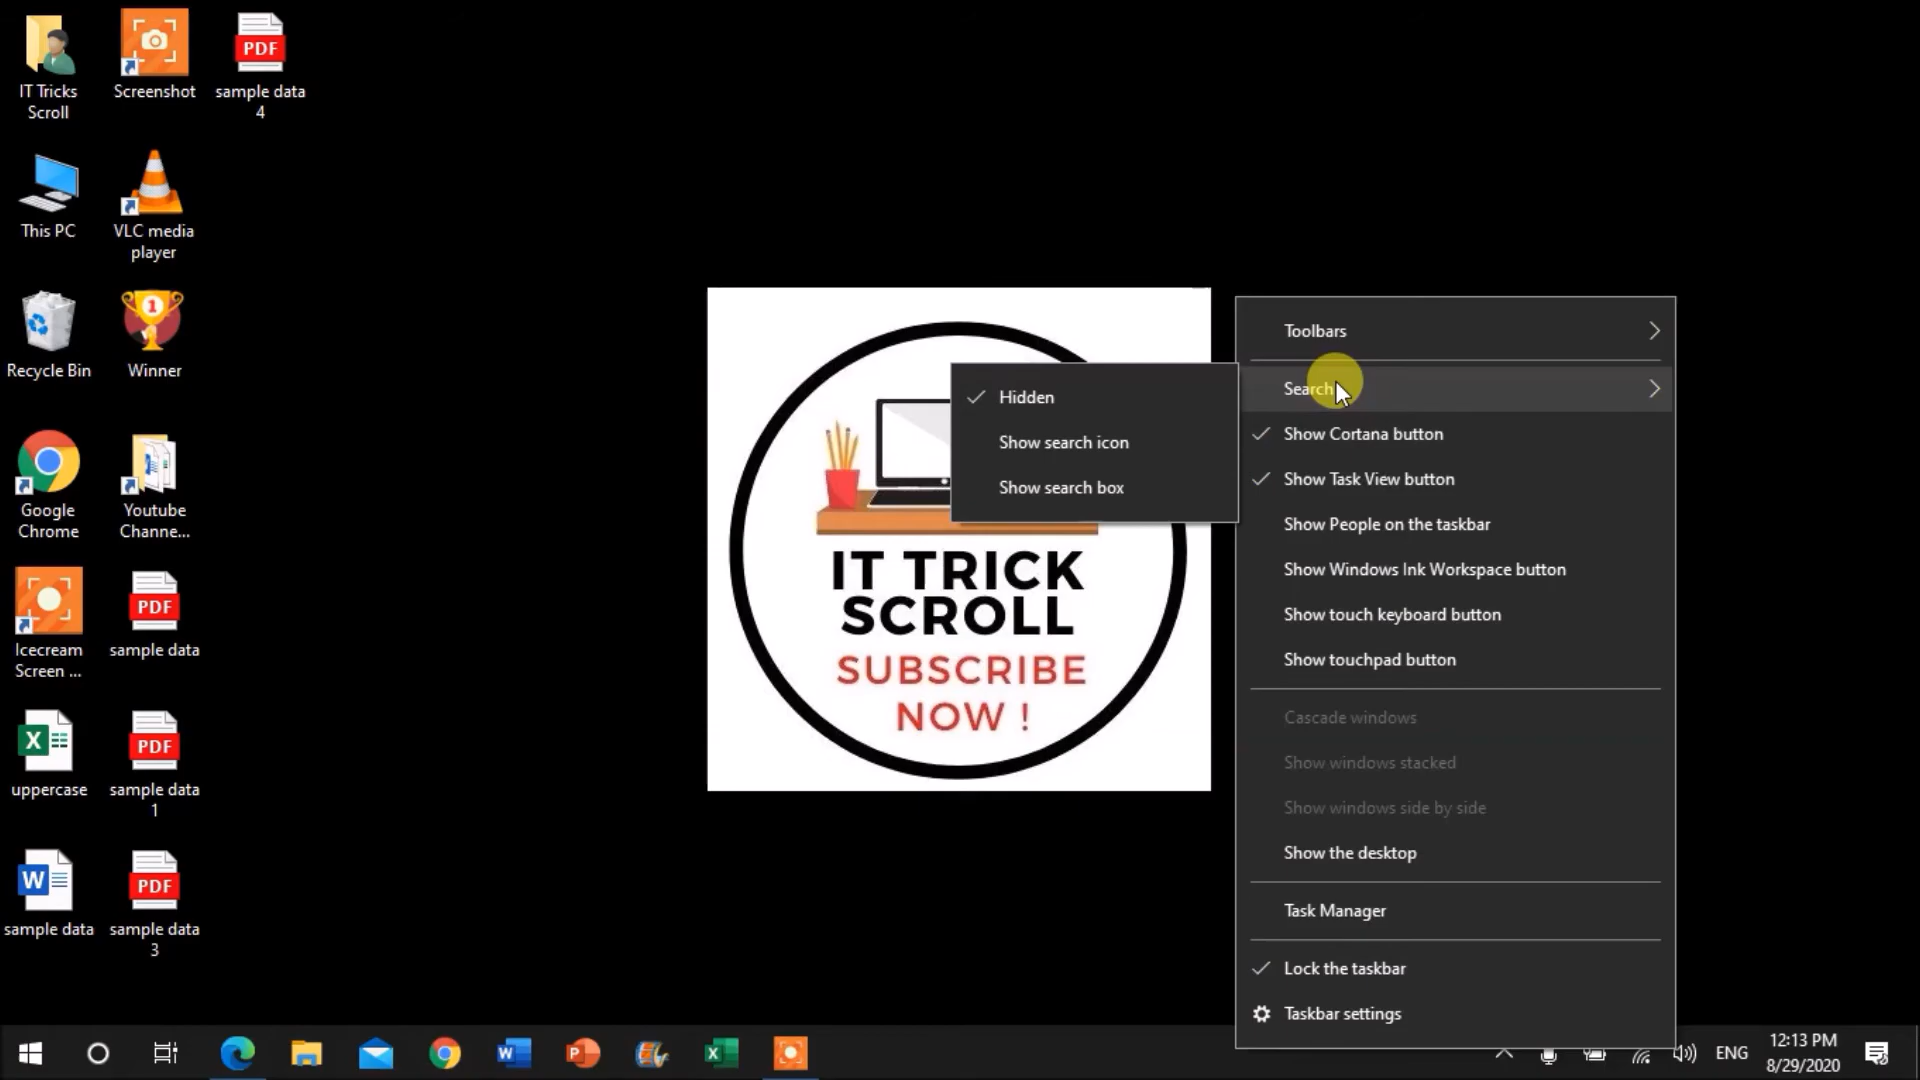 IT Tricks
Scroll
Screenshot
PDF
sample data
4
This PC
VLC media
player
Recycle Bin
1
Winner
Google
Chrome
Youtube
Channe...
Icecream
Screen ...
PDF
sample data
X
uppercase
PDF
sample data
1
W
sample data
PDF
sample data
3
IT TRICK
SCROLL
SUBSCRIBE
NOW !
Hidden
Show search icon
Show search box
Toolbars
Search
Show Cortana button
Show Task View button
Show People on the taskbar
Show Windows Ink Workspace button
Show touch keyboard button
Show touchpad button
Cascade windows
Show windows stacked
Show windows side by side
Show the desktop
Task Manager
Lock the taskbar
Taskbar settings
W
P
X
ENG
12:13 PM
8/29/2020